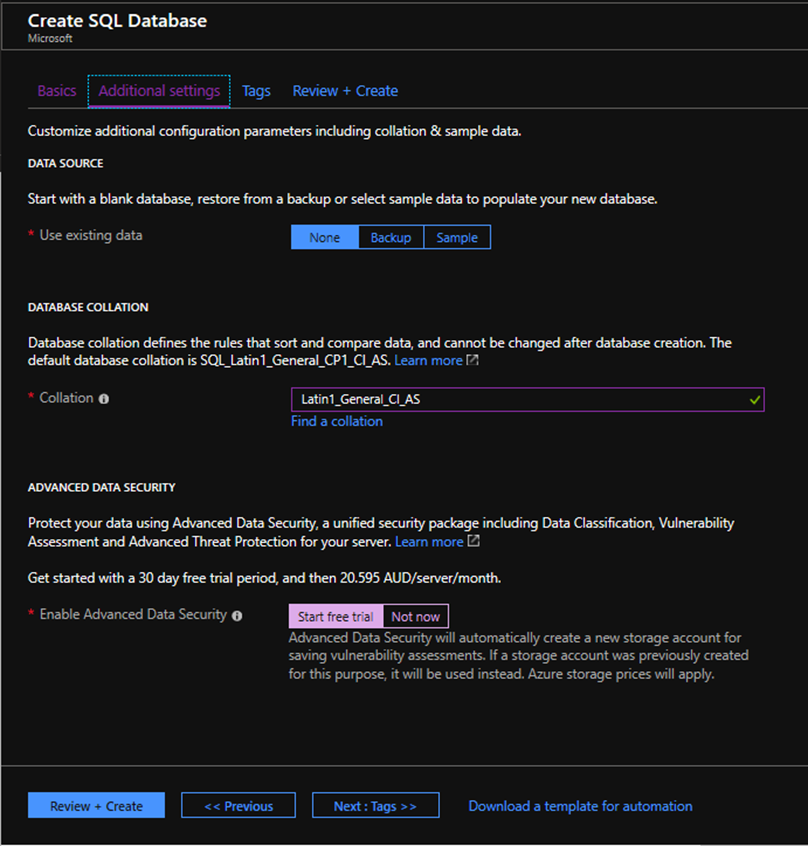 Create SQL Database
Microsoft
Basics Additional settings Tags Review + Create
Customize additional configuration parameters including collation & sample data.
DATA SOURCE
Start with a blank database, restore from a backup or select sample data to populate your new database.
* Use existing data None Backup Sample
DATABASE COLLATION
Database collation defines the rules that sort and compare data, and cannot be changed after database creation. The
default database collation is SQL_Latin1_General_CP1_CI_AS. Learn more
* Collation Latin1_General_CI_AS
Find a collation
ADVANCED DATA SECURITY
Protect your data using Advanced Data Security, a unified security package including Data Classification, Vulnerability
Assessment and Advanced Threat Protection for your server. Learn more
Get started with a 30 day free trial period, and then 20.595 AUD/server/month.
* Enable Advanced Data Security Start free trial Not now
Advanced Data Security will automatically create a new storage account for
saving vulnerability assessments. If a storage account was previously created
for this purpose, it will be used instead. Azure storage prices will apply.
Review + Create << Previous Next : Tags >> Download a template for automation